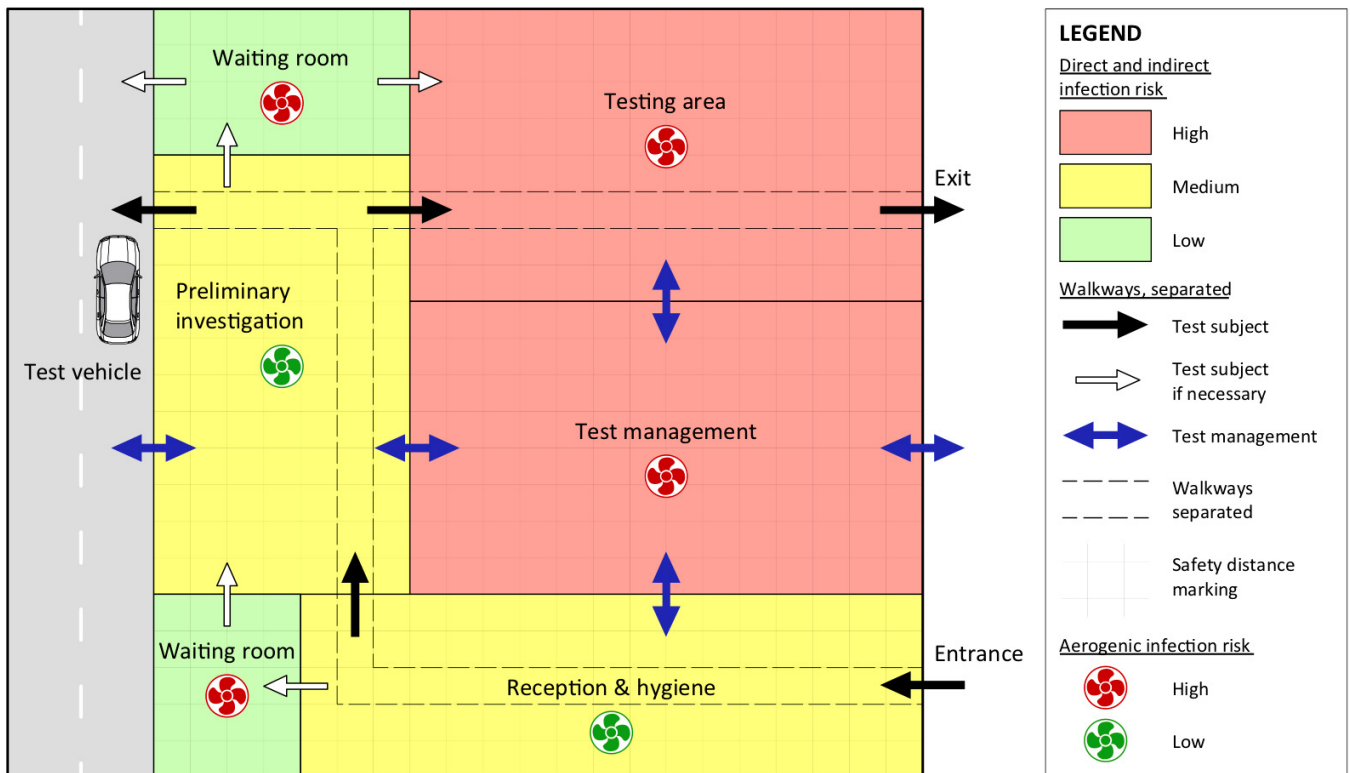 Waiting room
Testing area
Exit
Preliminary
investigation
Test vehicle
Test management
Waiting room
Reception & hygiene
Entrance
LEGEND
Direct and indirect
infection risk
High
Medium
Low
Walkways, separated
Test subject
Test subject
if necessary
Test management
Walkways
separated
Safety distance
marking
Aerogenic infection risk
High
Low